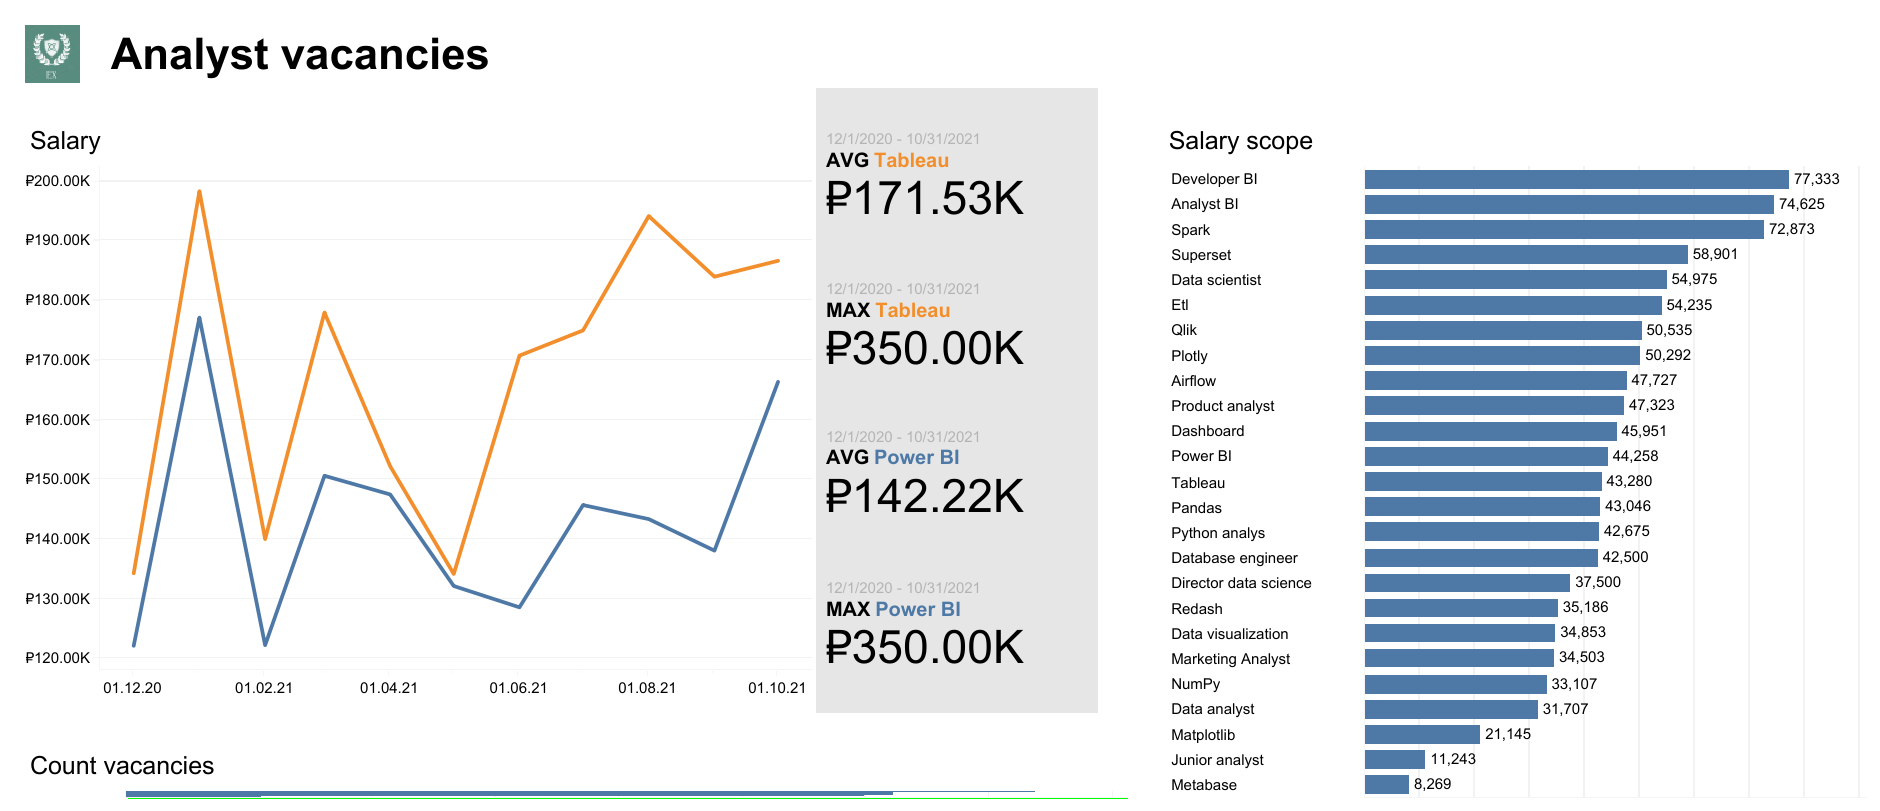 IEX
Analyst vacancies
Salary
₽200.00K
₽190.00K
₽180.00K
₽170.00K
₽160.00K
₽150.00K
₽140.00K
₽130.00K
₽120.00K
01.12.20 01.02.21 01.04.21 01.06.21 01.08.21 01.10.21
12/1/2020 - 10/31/2021
AVG Tableau
₽171.53K
12/1/2020 - 10/31/2021
MAX Tableau
₽350.00K
12/1/2020 - 10/31/2021
AVG Power BI
₽142.22K
12/1/2020 - 10/31/2021
MAX Power BI
₽350.00K
Salary scope
Developer BI 77,333
Analyst BI 74,625
Spark 72,873
Superset 58,901
Data scientist 54,975
Etl 54,235
Qlik 50,535
Plotly 50,292
Airflow 47,727
Product analyst 47,323
Dashboard 45,951
Power BI 44,258
Tableau 43,280
Pandas 43,046
Python analys 42,675
Database engineer 42,500
Director data science 37,500
Redash 35,186
Data visualization 34,853
Marketing Analyst 34,503
NumPy 33,107
Data analyst 31,707
Matplotlib 21,145
Junior analyst 11,243
Metabase 8,269
Count vacancies